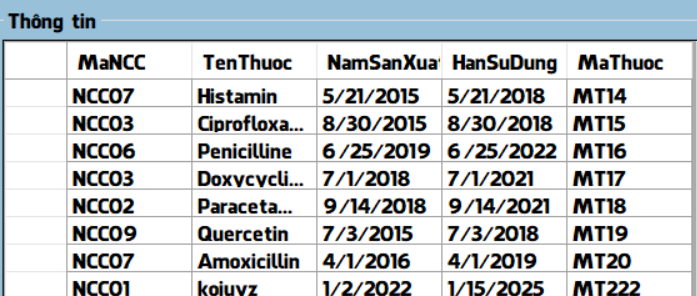 Thông tin
MaNCC TenThuoc NamSanXua HanSuDung MaThuoc
NCC07 Histamin 5/21/2015 5/21/2018 MT14
NCC03 Ciprofloxa... 8/30/2015 8/30/2018 MT15
NCC06 Penicilline 6/25/2019 6/25/2022 MT16
NCC03 Doxycycli... 7/1/2018 7/1/2021 MT17
NCC02 Paraceta... 9/14/2018 9/14/2021 MT18
NCC09 Quercetin 7/3/2015 7/3/2018 MT19
NCC07 Amoxicillin 4/1/2016 4/1/2019 MT20
NCC01 kojuyz 1/2/2022 1/15/2025 MT222